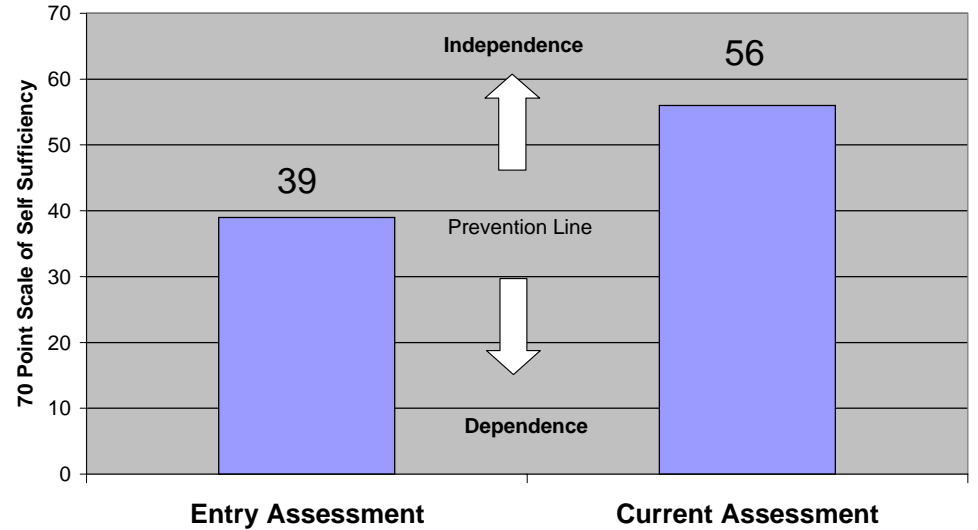 70 Point Scale of Self Sufficiency
70
60
50
40
30
20
10
0
Independence
56
39
Prevention Line
Dependence
Entry Assessment
Current Assessment